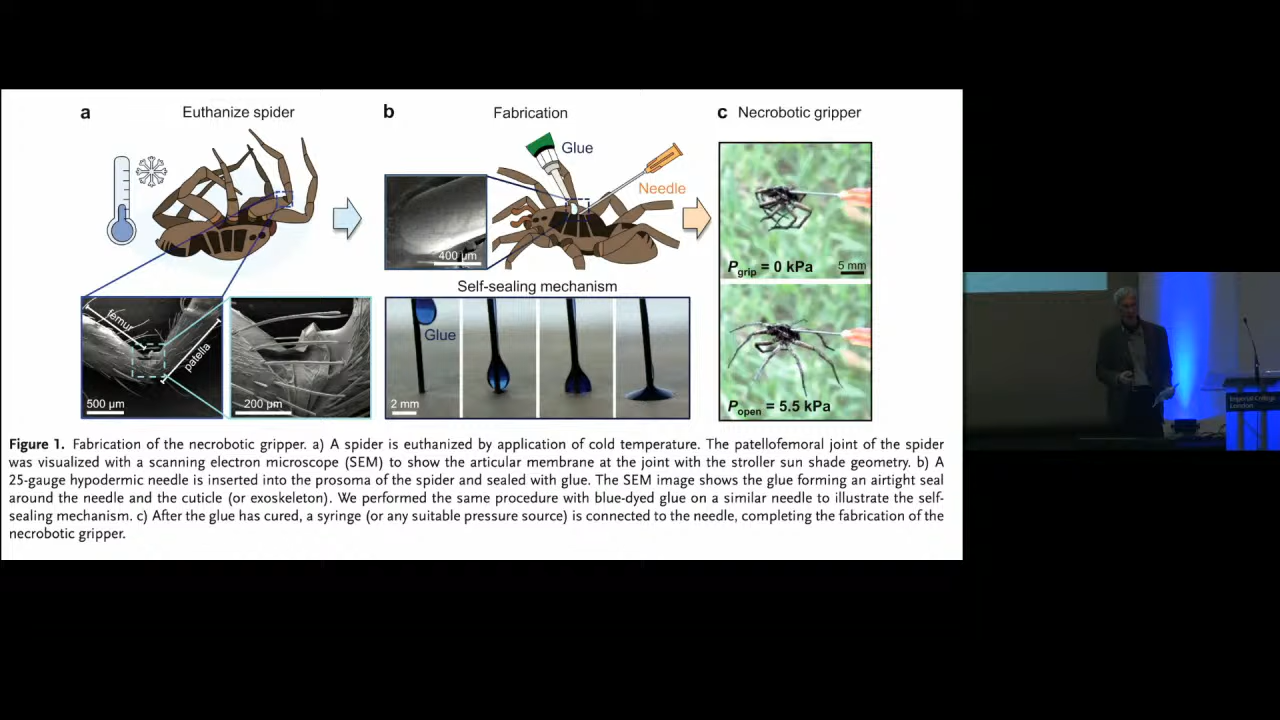 a
Euthanize spider
b
Fabrication
c
Necrobotic gripper
Glue
Needle
400 µm
Self-sealing mechanism
femur
patella
500 µm
200 µm
Glue
2 mm
Pgrip = 0 kPa
5 mm
Popen = 5.5 kPa
Figure 1. Fabrication of the necrobotic gripper. a) A spider is euthanized by application of cold temperature. The patellofemoral joint of the spider
was visualized with a scanning electron microscope (SEM) to show the articular membrane at the joint with the stroller sun shade geometry. b) A
25-gauge hypodermic needle is inserted into the prosoma of the spider and sealed with glue. The SEM image shows the glue forming an airtight seal
around the needle and the cuticle (or exoskeleton). We performed the same procedure with blue-dyed glue on a similar needle to illustrate the self-
sealing mechanism. c) After the glue has cured, a syringe (or any suitable pressure source) is connected to the needle, completing the fabrication of the
necrobotic gripper.
Imperial College
London